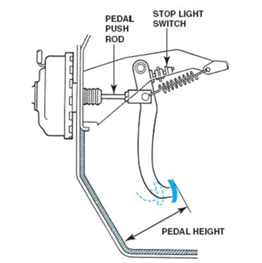 PEDAL
PUSH
ROD
STOP LIGHT
SWITCH
PEDAL HEIGHT